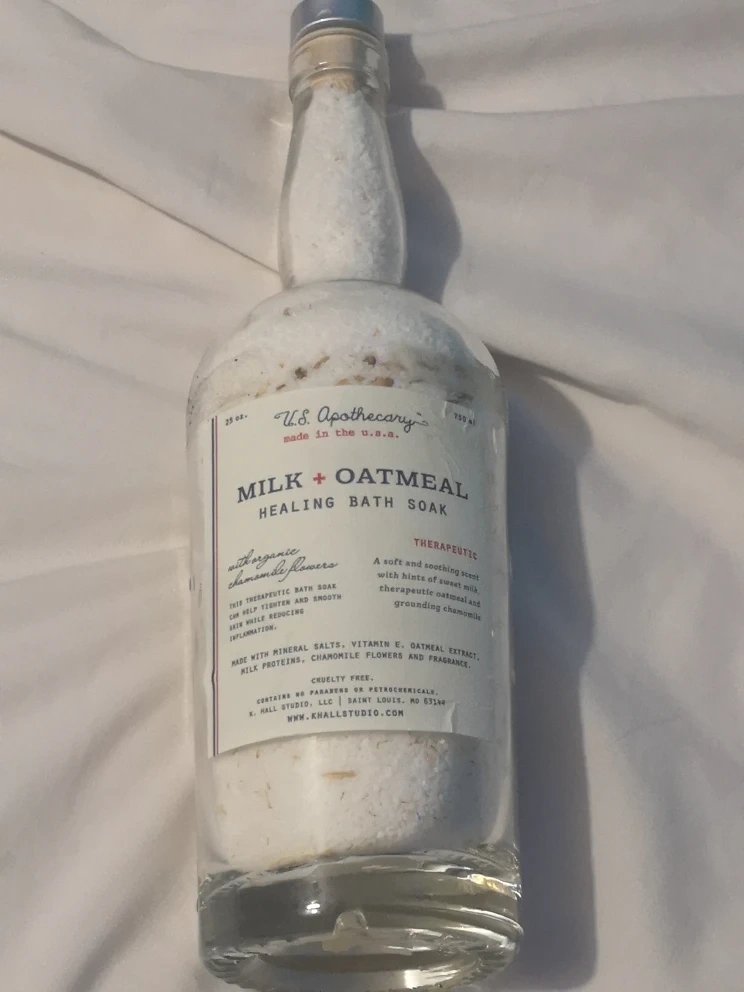 25 oz.
U.S. Apothecary
750 ml
made in the u.s.a.
MILK + OATMEAL
HEALING BATH SOAK
with organic
chamomile flowers
THIS THERAPEUTIC BATH SOAK
CAN HELP TIGHTEN AND SMOOTH
SKIN WHILE REDUCING
INFLAMMATION.
THERAPEUTIC
A soft and soothing scent
with hints of sweet milk,
therapeutic oatmeal and
grounding chamomile
MADE WITH MINERAL SALTS, VITAMIN E, OATMEAL EXTRACT,
MILK PROTEINS, CHAMOMILE FLOWERS AND FRAGRANCE.
CRUELTY FREE.
CONTAINS NO PARABENS OR PETROCHEMICALS.
K. HALL STUDIO, LLC | SAINT LOUIS, MO 63144
WWW.KHALLSTUDIO.COM